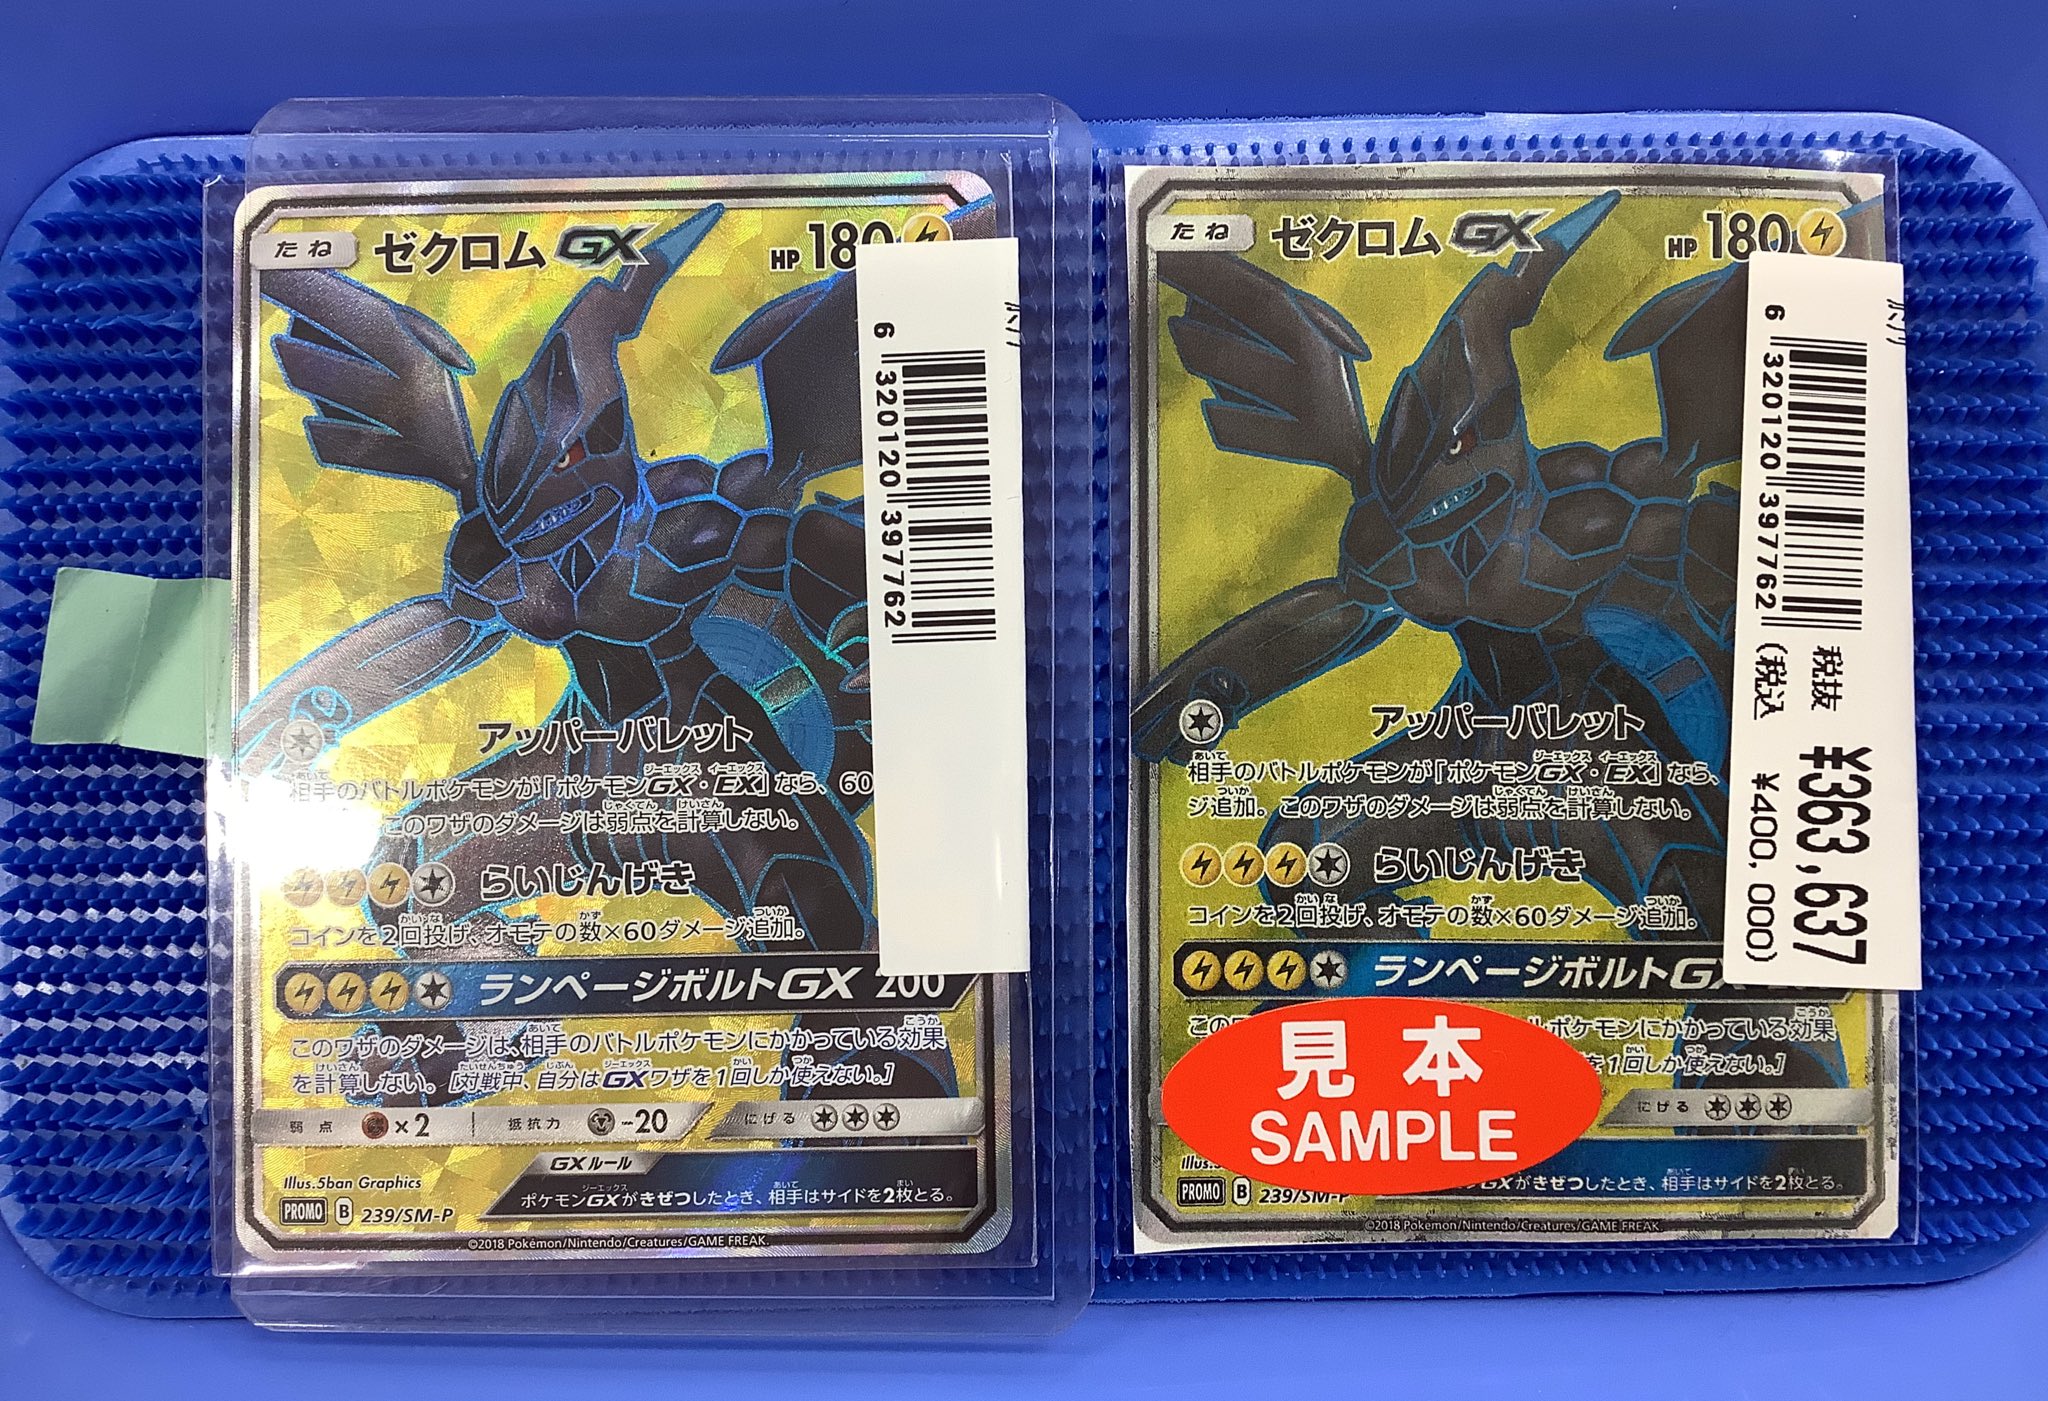 たね
ゼクロムGX
HP 180
アッパーバレット
相手のバトルポケモンが「ポケモンGX・EX」なら、60
このワザのダメージは弱点を計算しない。
らいじんげき
コインを2回投げ、オモテの数×60ダメージ追加。
ランページボルトGX 200
このワザのダメージは、相手のバトルポケモンにかかっている効果
を計算しない。[対戦中、自分はGXワザを1回しか使えない。]
弱点 ×2 抵抗力 -20 にげる
GXルール
ポケモンGXがきぜつしたとき、相手はサイドを2枚とる。
Illus.5ban Graphics
PROMO B 239/SM-P
©2018 Pokémon/Nintendo/Creatures/GAME FREAK.
6 320120 397762
たね
ゼクロムGX
HP 180
アッパーバレット
相手のバトルポケモンが「ポケモンGX・EX」なら、
ジ追加。このワザのダメージは弱点を計算しない。
らいじんげき
コインを2回投げ、オモテの数×60ダメージ追加。
ランページボルトGX
この
ルポケモンにかかっている効果
を1回しか使えない。]
にげる
GXがきぜつしたとき、相手はサイドを2枚とる。
Illus.5
PROMO B 239/SM-P
©2018 Pokémon/Nintendo/Creatures/GAME FREAK.
見本
SAMPLE
6 320120 397762
税抜 ¥363,637
(税込 ¥400,000)